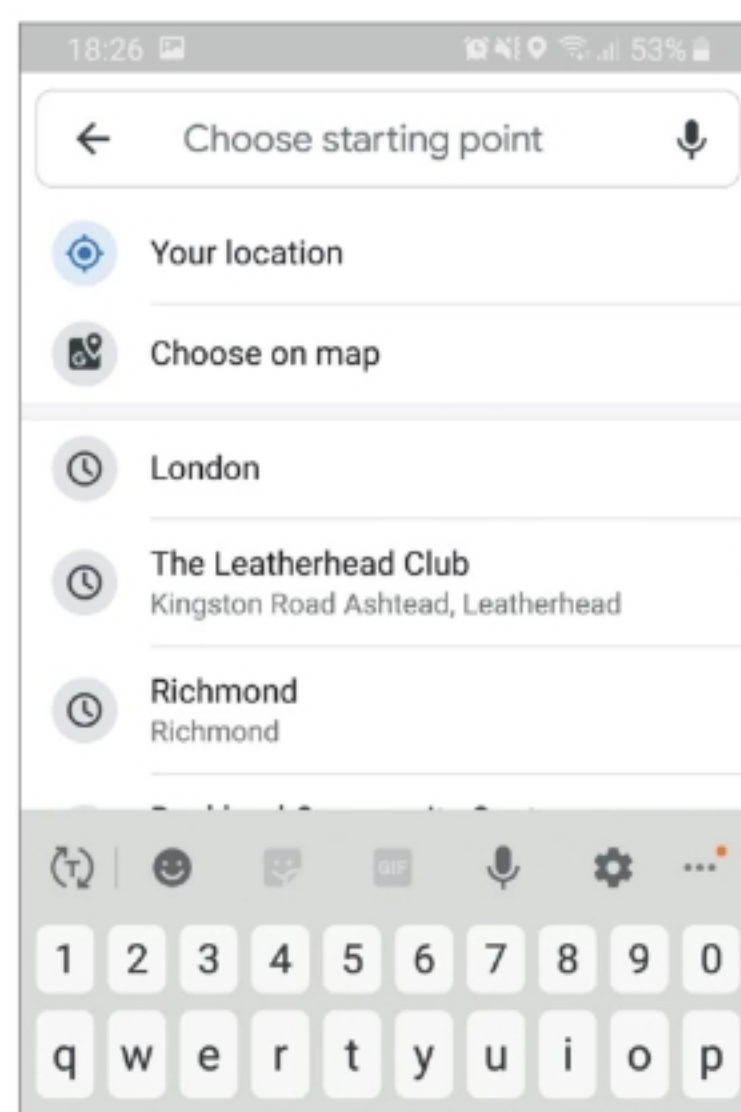 18:26 53%
Choose starting point
Your location
Choose on map
London
The Leatherhead Club
Kingston Road Ashtead, Leatherhead
Richmond
Richmond
T GIF
1 2 3 4 5 6 7 8 9 0
q w e r t y u i o p